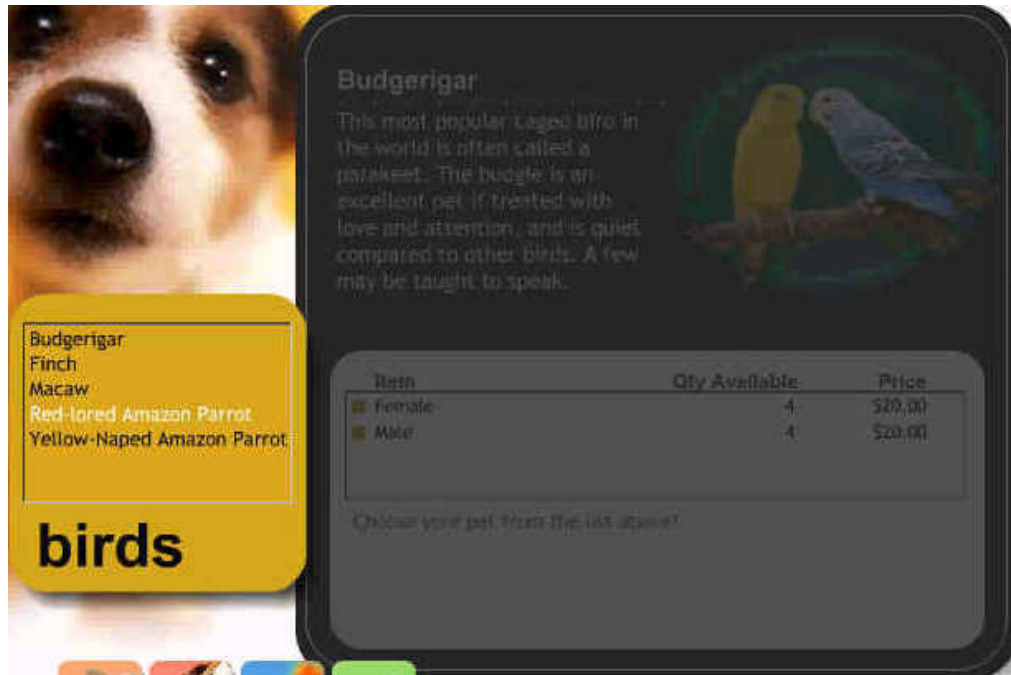 Budgerigar
This most popular caged bird in
the world is often called a
parakeet. The budgie is an
excellent pet if treated with
love and attention, and is quiet
compared to other birds. A few
may be taught to speak.
Budgerigar
Finch
Macaw
Red-lored Amazon Parrot
Yellow-Naped Amazon Parrot
birds
Item Qty Available Price
Female 4 $20.00
Male 4 $20.00
Choose your pet from the list above!